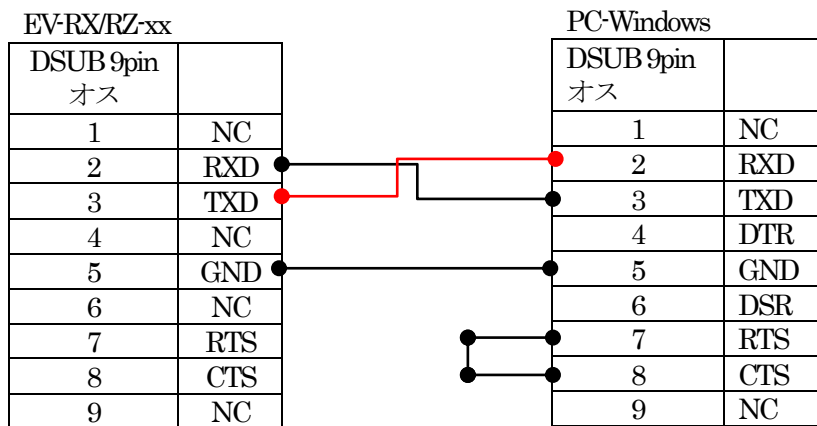 EV-RX/RZ-xx
DSUB 9pin
オス
1 NC
2 RXD
3 TXD
4 NC
5 GND
6 NC
7 RTS
8 CTS
9 NC
PC-Windows
DSUB 9pin
オス
1 NC
2 RXD
3 TXD
4 DTR
5 GND
6 DSR
7 RTS
8 CTS
9 NC